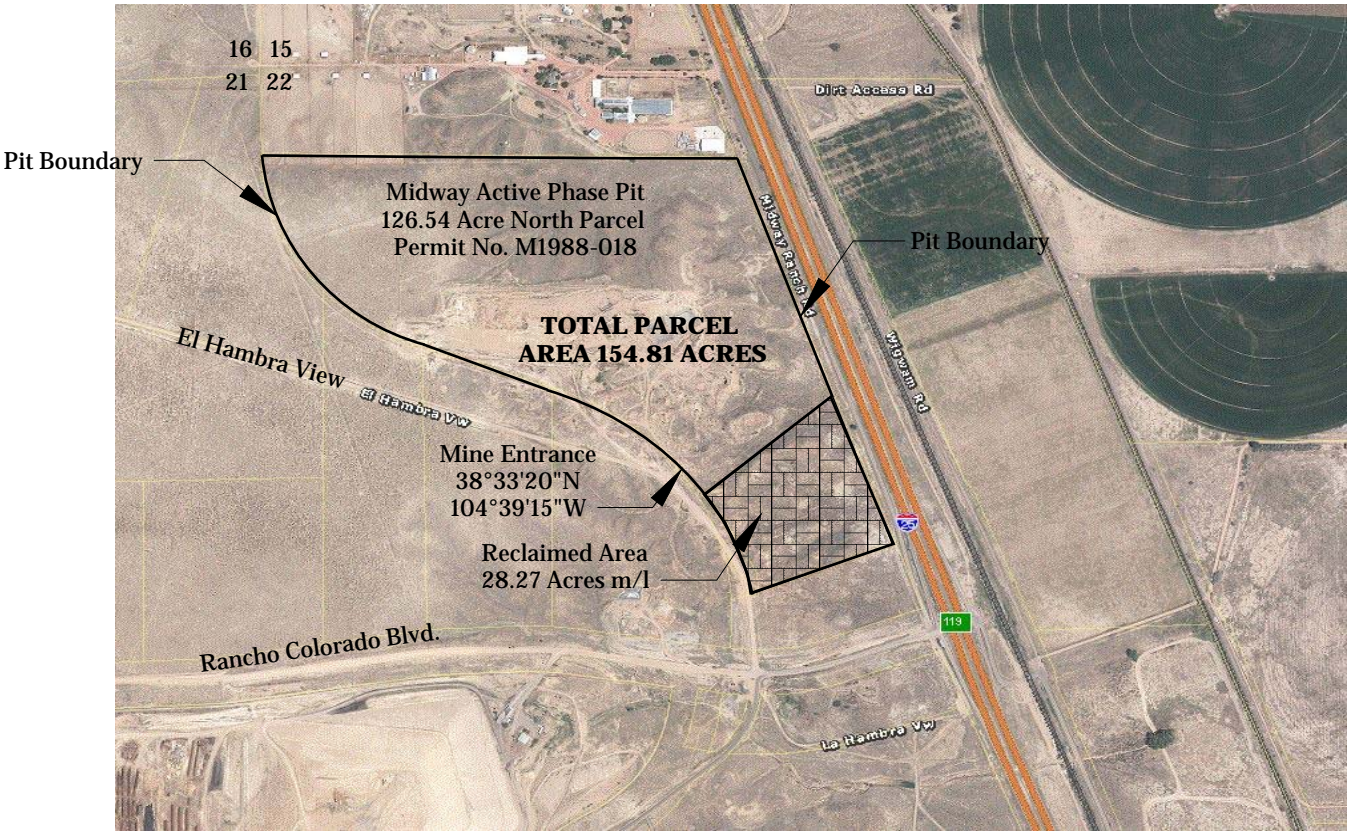 16 15
21 22
Dirt Access Rd
Pit Boundary
Midway Active Phase Pit
126.54 Acre North Parcel
Permit No. M1988-018
Midway Ranch Rd
Pit Boundary
TOTAL PARCEL
AREA 154.81 ACRES
El Hambra View
El Hambra Vw
Wigwam Rd
Mine Entrance
38°33'20"N
104°39'15"W
25
Reclaimed Area
28.27 Acres m/l
119
Rancho Colorado Blvd.
La Hambra Vw